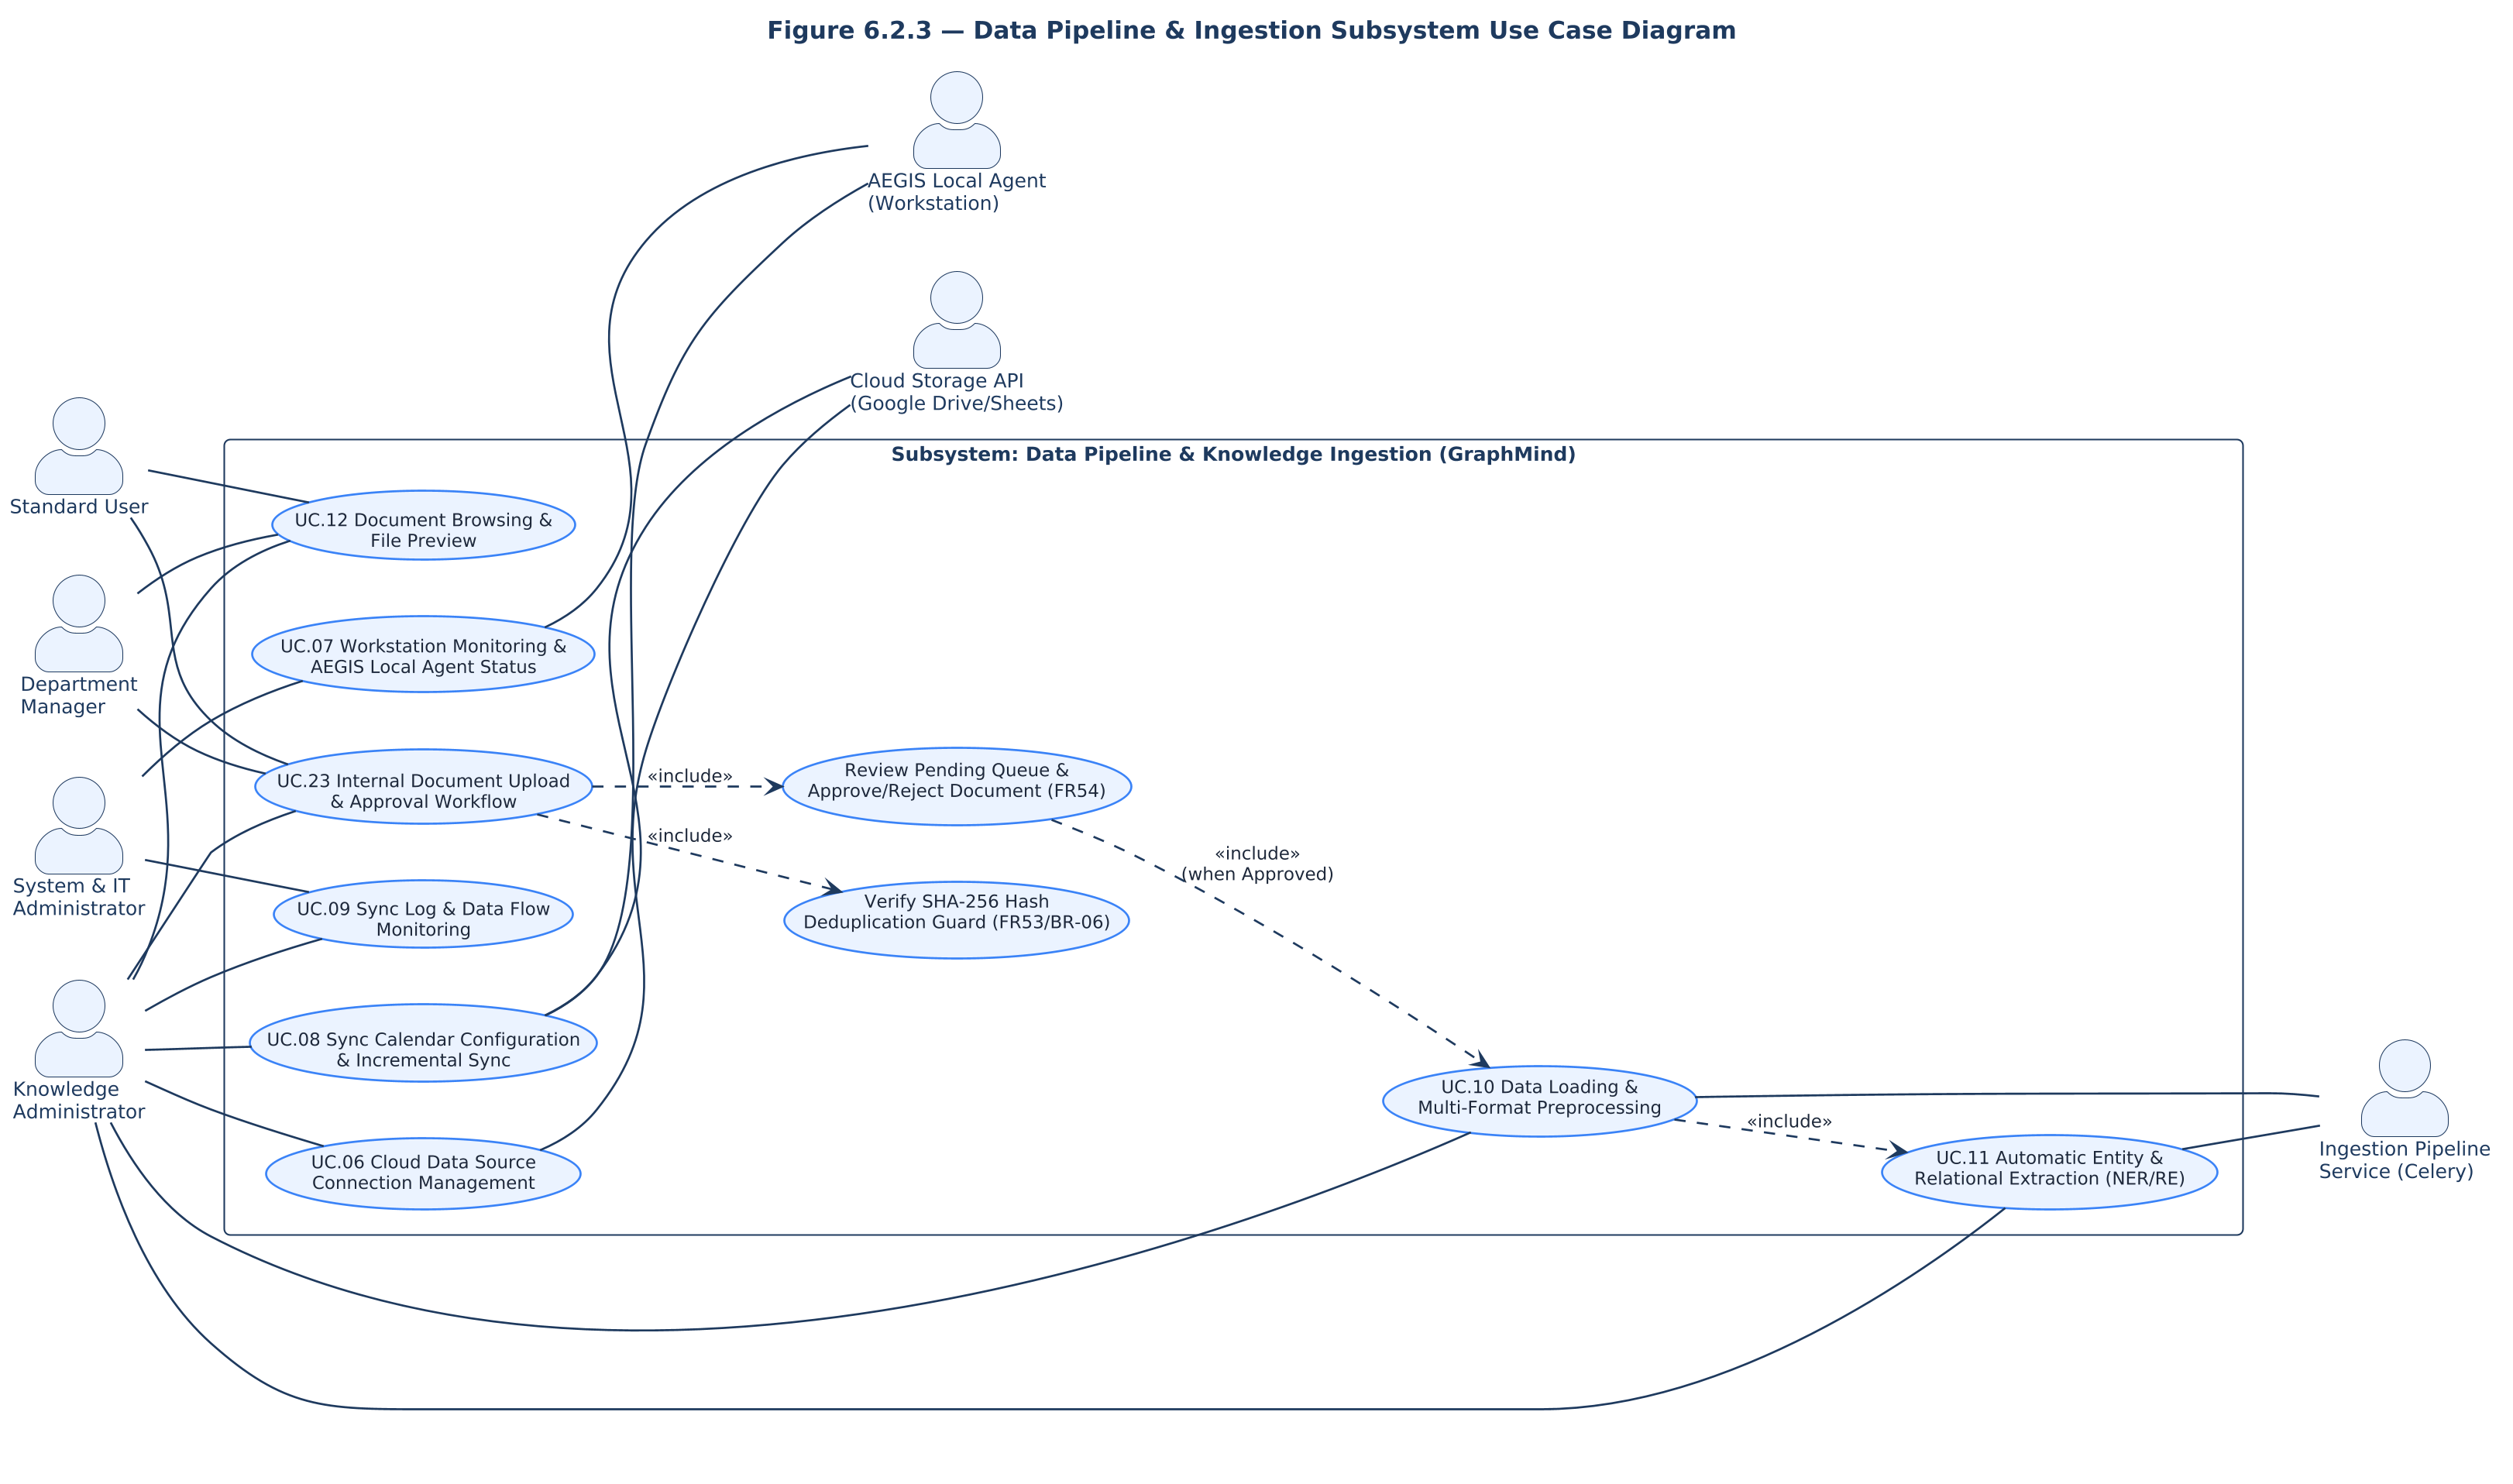 Figure 6.2.3 — Data Pipeline & Ingestion Subsystem Use Case Diagram
AEGIS Local Agent
(Workstation)
Cloud Storage API
(Google Drive/Sheets)
Standard User
Department
Manager
System & IT
Administrator
Knowledge
Administrator
Subsystem: Data Pipeline & Knowledge Ingestion (GraphMind)
UC.12 Document Browsing &
File Preview
UC.07 Workstation Monitoring &
AEGIS Local Agent Status
UC.23 Internal Document Upload
& Approval Workflow
UC.09 Sync Log & Data Flow
Monitoring
UC.08 Sync Calendar Configuration
& Incremental Sync
UC.06 Cloud Data Source
Connection Management
«include»
«include»
Review Pending Queue &
Approve/Reject Document (FR54)
Verify SHA-256 Hash
Deduplication Guard (FR53/BR-06)
«include»
(when Approved)
UC.10 Data Loading &
Multi-Format Preprocessing
«include»
UC.11 Automatic Entity &
Relational Extraction (NER/RE)
Ingestion Pipeline
Service (Celery)